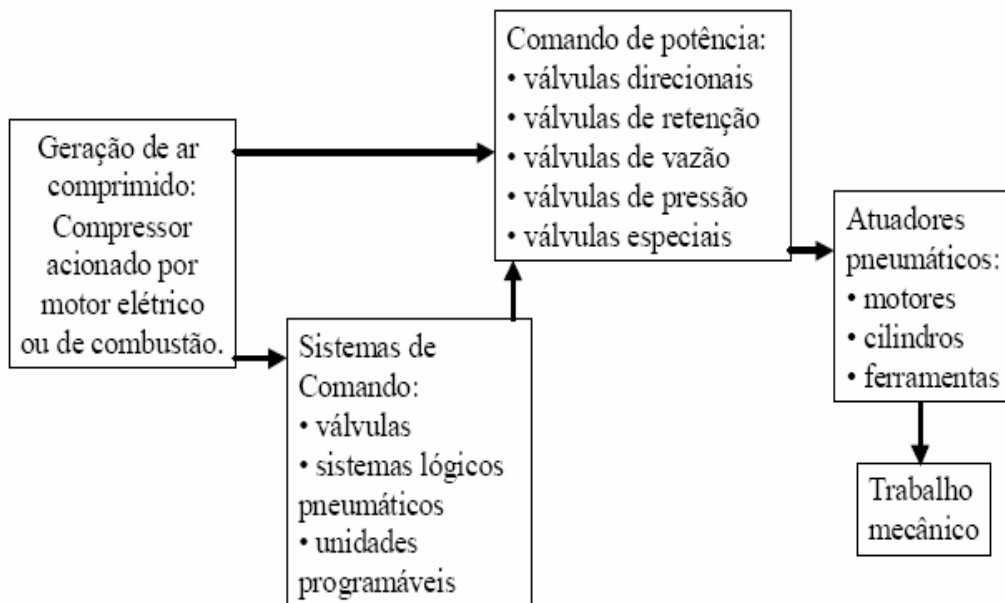 Geração de ar
comprimido:
Compressor
acionado por
motor elétrico
ou de combustão.
Comando de potência:
• válvulas direcionais
• válvulas de retenção
• válvulas de vazão
• válvulas de pressão
• válvulas especiais
Sistemas de
Comando:
• válvulas
• sistemas lógicos
pneumáticos
• unidades
programáveis
Atuadores
pneumáticos:
• motores
• cilindros
• ferramentas
Trabalho
mecânico